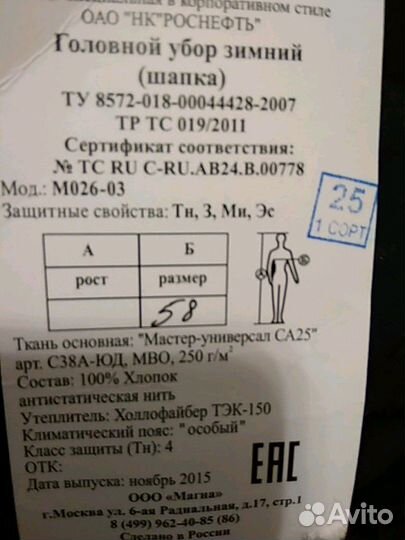 специальная в корпоративном стиле
ОАО "НК"РОСНЕФТЬ"
Головной убор зимний
(шапка)
ТУ 8572-018-00044428-2007
ТР ТС 019/2011
Сертификат соответствия:
№ ТС RU C-RU.АВ24.В.00778
Мод.: М026-03
Защитные свойства: Тн, З, Ми, Эс
25
1 СОРТ
А Б
рост размер
58
А Б
Ткань основная: "Мастер-универсал СА25"
арт. С38А-ЮД, МВО, 250 г/м²
Состав: 100% Хлопок
антистатическая нить
Утеплитель: Холлофайбер ТЭК-150
Климатический пояс: "особый"
Класс защиты (Тн): 4
ОТК:
Дата выпуска: ноябрь 2015
ЕАС
ООО "Магна"
г.Москва ул. 6-ая Радиальная, д.17, стр.1
8 (499) 962-40-85 (86)
Сделано в России
Avito